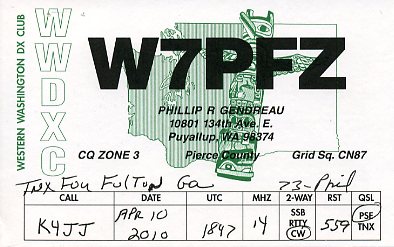 WESTERN WASHINGTON DX CLUB
WWDXC
W7PFZ
PHILLIP R GENDREAU
10801 134th Ave. E.
Puyallup, WA 98374
CQ ZONE 3 Pierce County Grid Sq. CN87
TNX FOR FULTON Ga 73-Phil
CALL DATE UTC MHZ 2-WAY RST QSL
K4JJ APR 10 2010 1847 14 SSB RTTY CW 559 PSE TNX